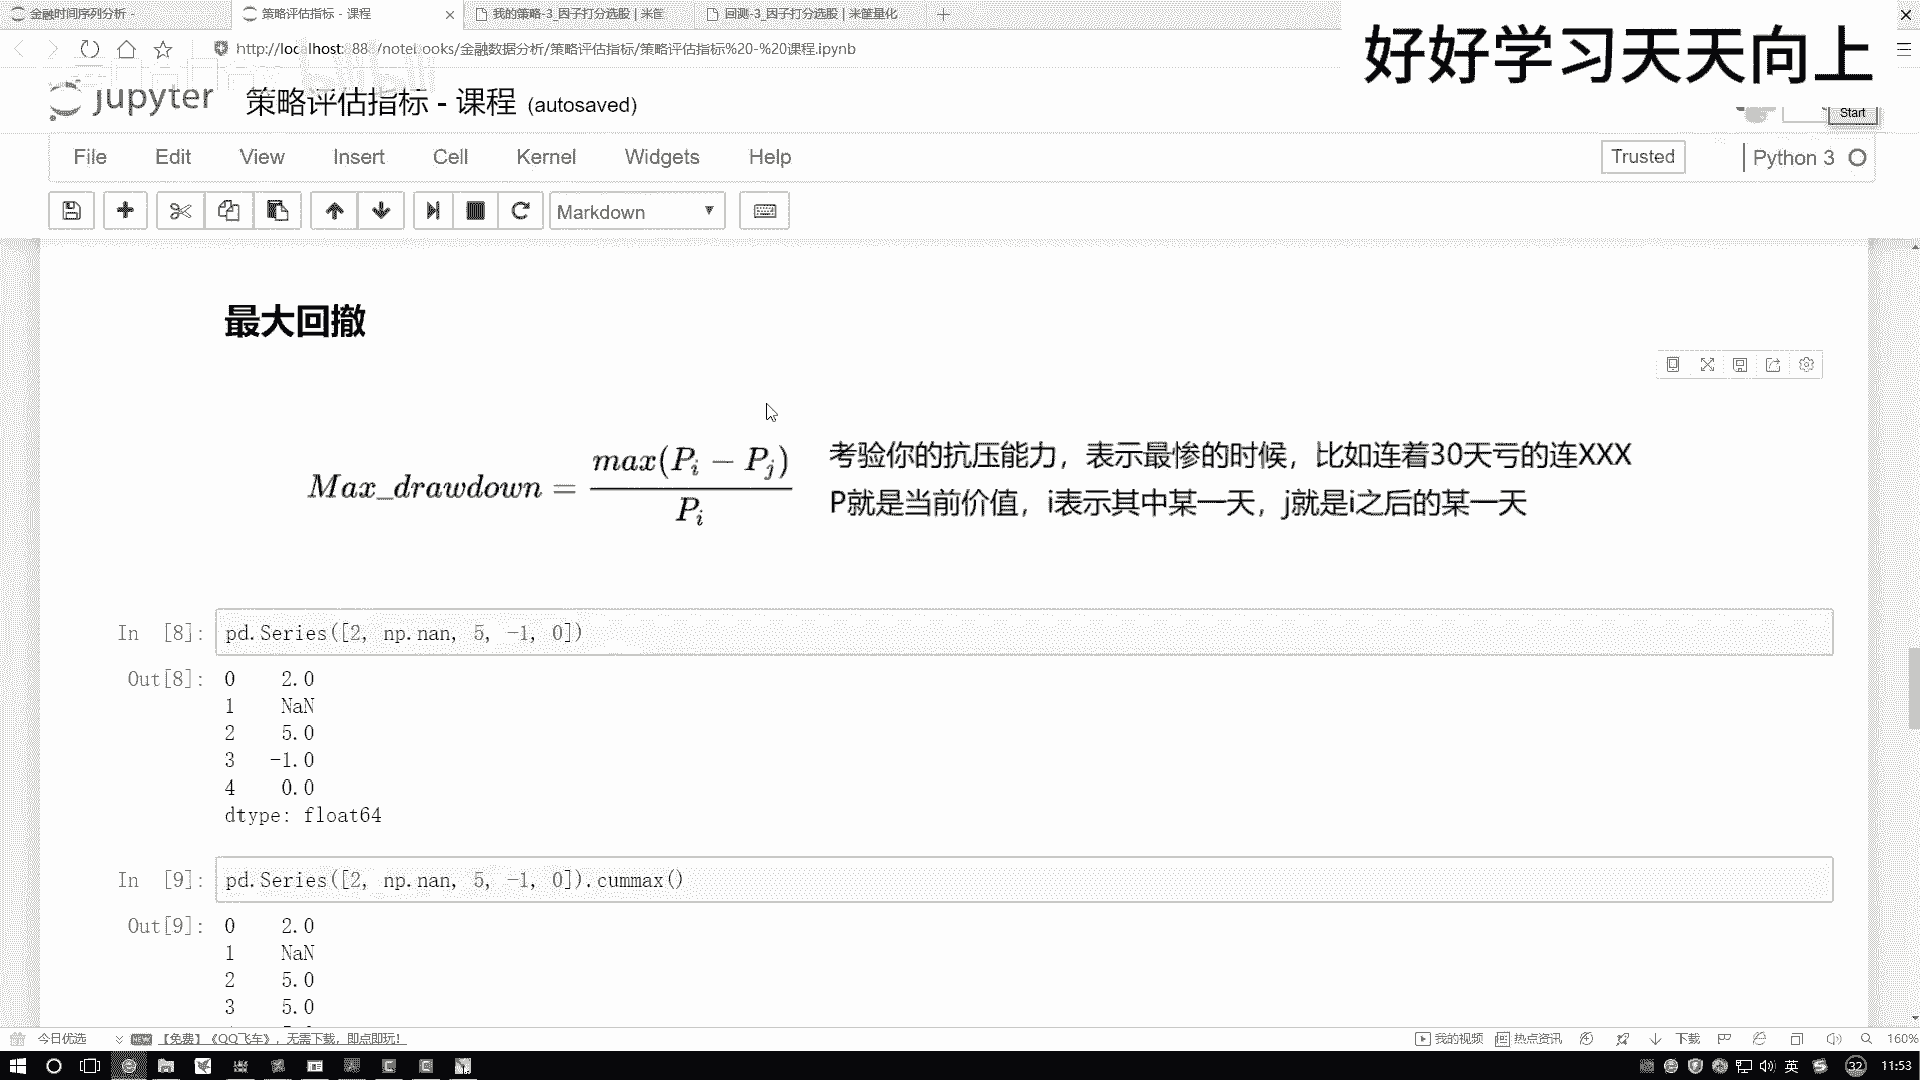 金融时间序列分析 -
策略评估指标 - 课程
我的策略-3_因子打分选股 | 米筐
回测-3_因子打分选股 | 米筐量化
/notebooks/金融数据分析/策略评估指标/策略评估指标%20-%20课程.ipynb
好好学习天天向上
jupyter
策略评估指标 - 课程 (autosaved)
Start
File Edit View Insert Cell Kernel Widgets Help
Trusted
Python 3
Markdown
最大回撤
Max_drawdown = max(P_i − P_j) / P_i
考验你的抗压能力，表示最惨的时候，比如连着30天亏的连XXX
P就是当前价值，i表示其中某一天，j就是i之后的某一天
In [8]: pd.Series([2, np.nan, 5, -1, 0])
Out[8]: 0 2.0
1 NaN
2 5.0
3 -1.0
4 0.0
dtype: float64
In [9]: pd.Series([2, np.nan, 5, -1, 0]).cummax()
Out[9]: 0 2.0
1 NaN
2 5.0
3 5.0
今日优选
【免费】《QQ飞车》，无需下载，即点即玩！
我的视频
热点资讯
下载
160%
英
32
11:53